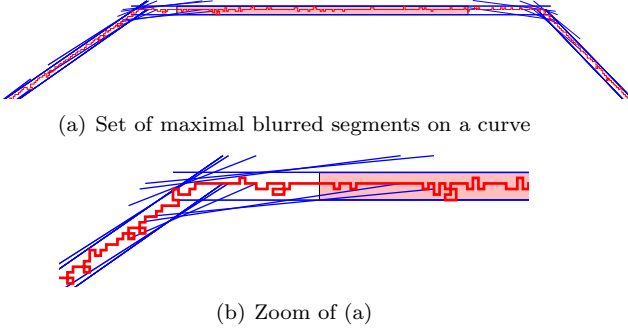 (a) Set of maximal blurred segments on a curve
(b) Zoom of (a)